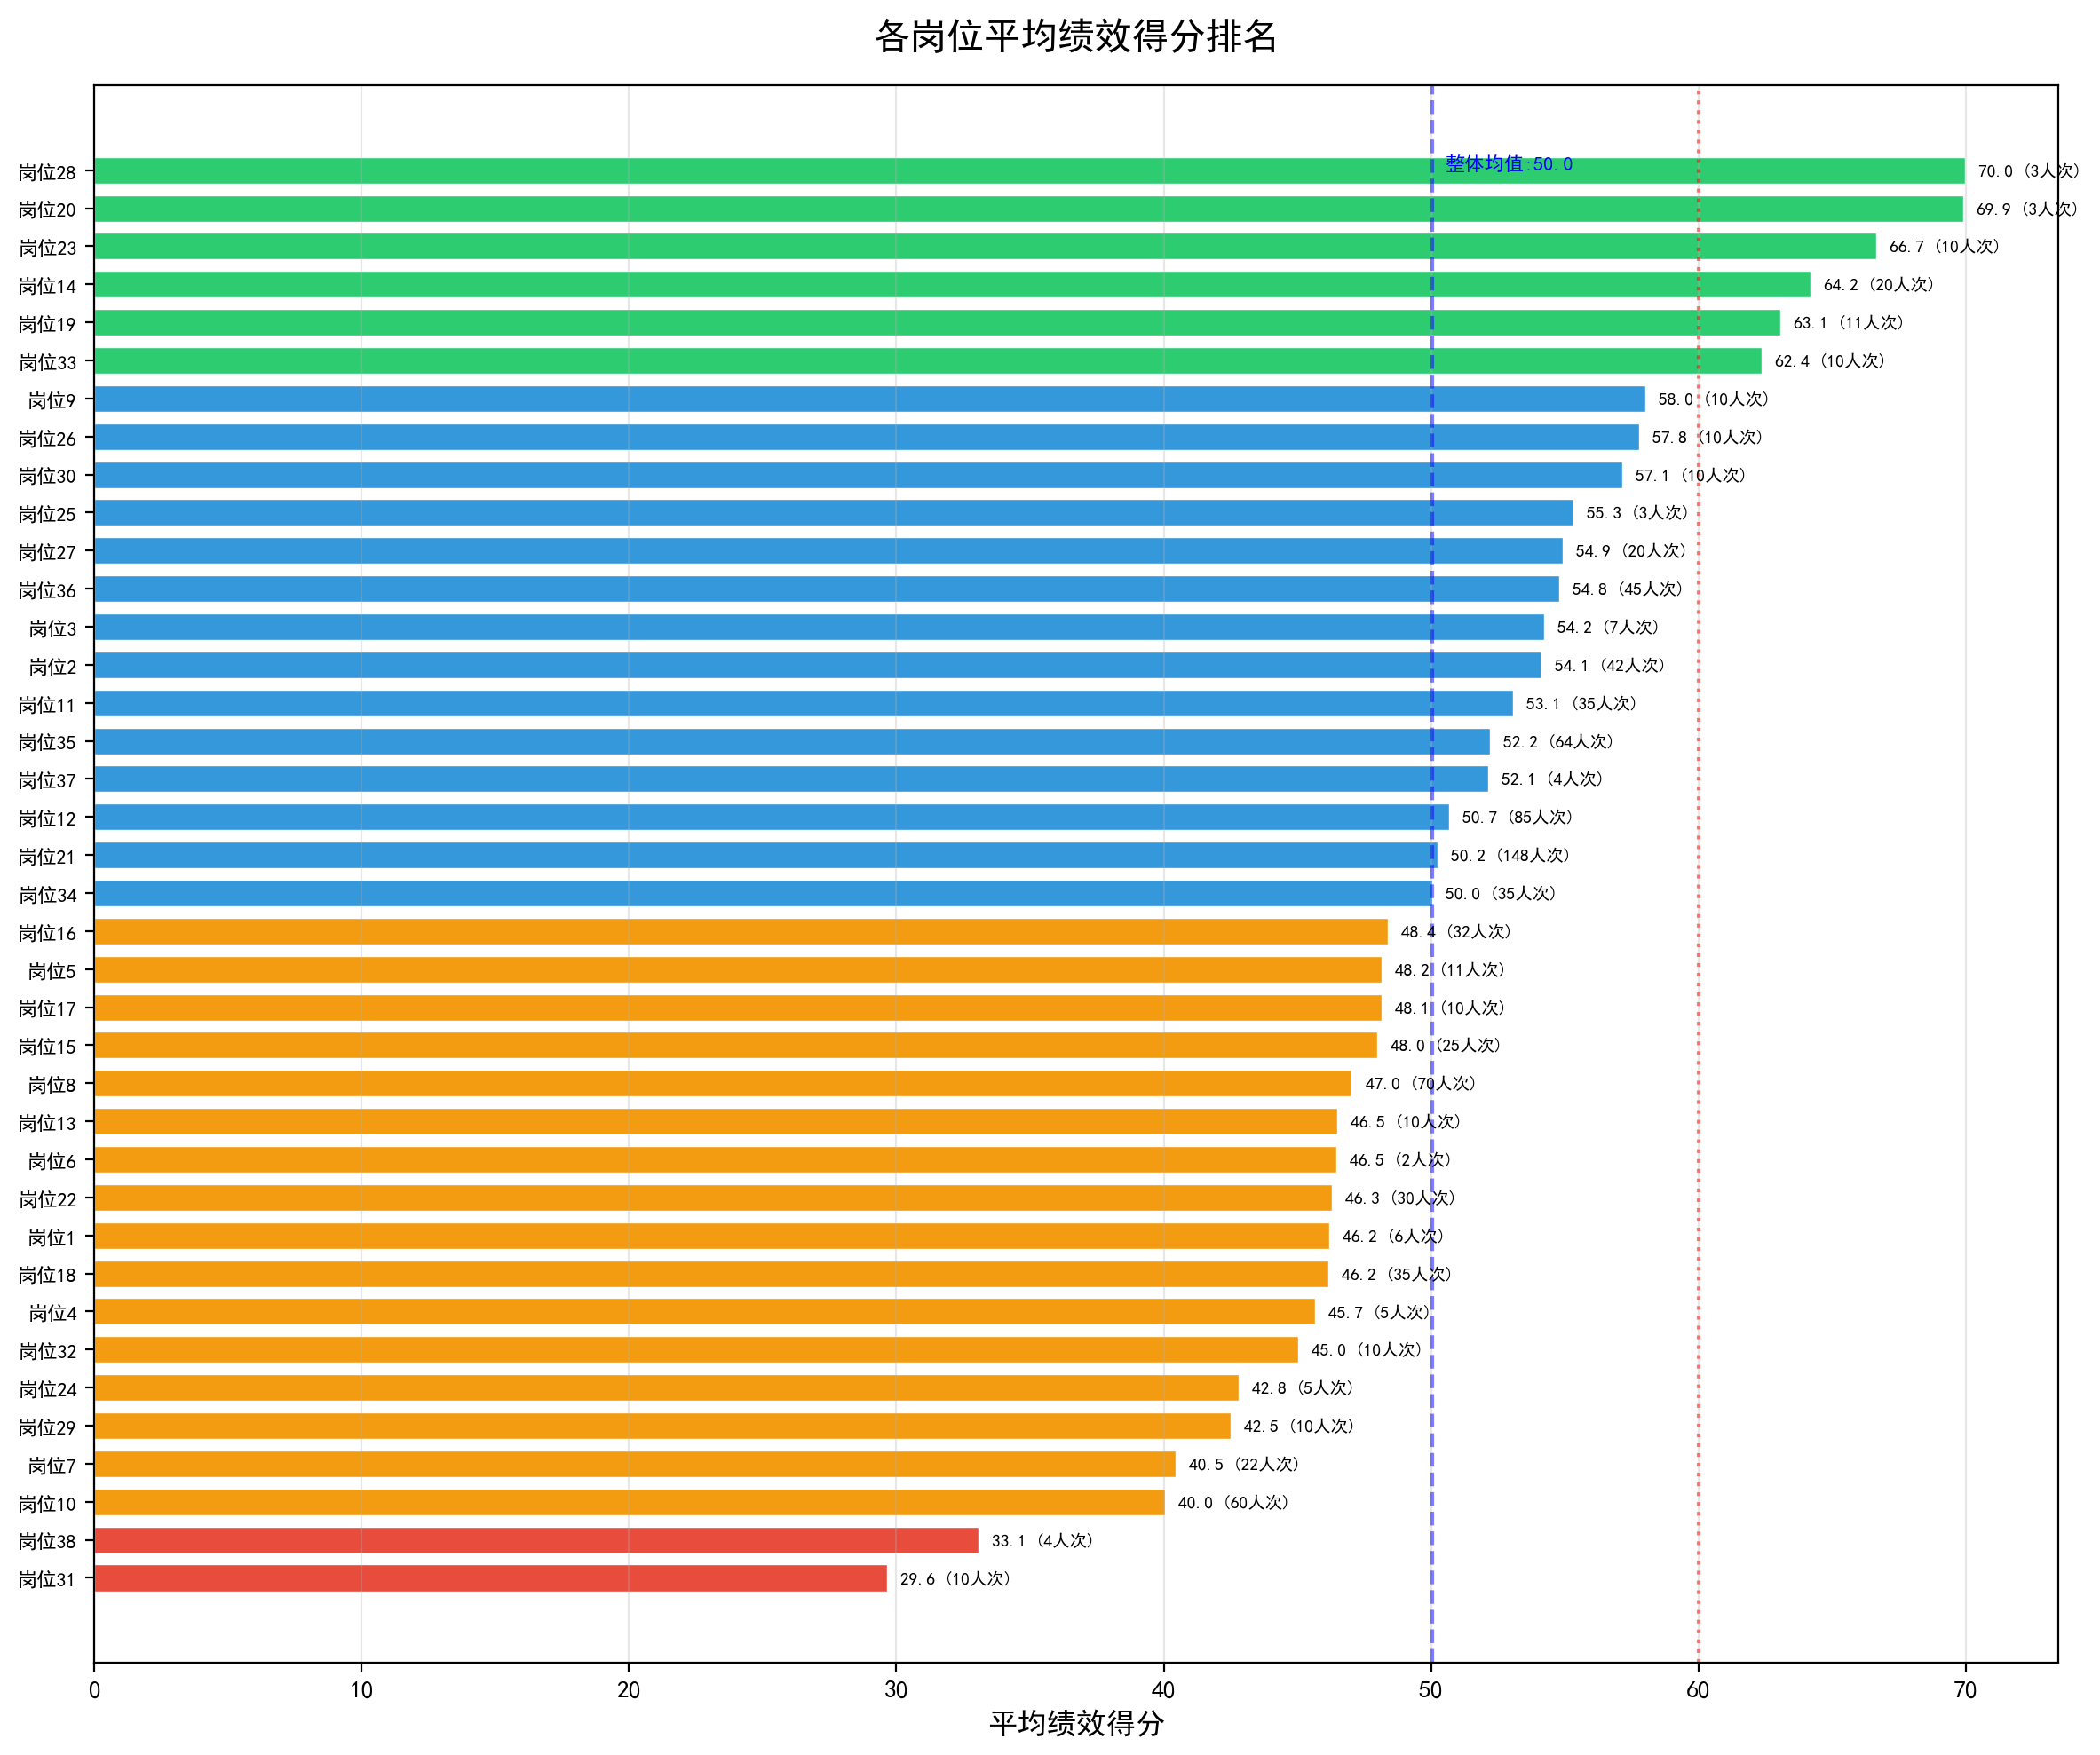 各岗位平均绩效得分排名
整体均值:50.0
岗位28 70.0 (3人次)
岗位20 69.9 (3人次)
岗位23 66.7 (10人次)
岗位14 64.2 (20人次)
岗位19 63.1 (11人次)
岗位33 62.4 (10人次)
岗位9 58.0 (10人次)
岗位26 57.8 (10人次)
岗位30 57.1 (10人次)
岗位25 55.3 (3人次)
岗位27 54.9 (20人次)
岗位36 54.8 (45人次)
岗位3 54.2 (7人次)
岗位2 54.1 (42人次)
岗位11 53.1 (35人次)
岗位35 52.2 (64人次)
岗位37 52.1 (4人次)
岗位12 50.7 (85人次)
岗位21 50.2 (148人次)
岗位34 50.0 (35人次)
岗位16 48.4 (32人次)
岗位5 48.2 (11人次)
岗位17 48.1 (10人次)
岗位15 48.0 (25人次)
岗位8 47.0 (70人次)
岗位13 46.5 (10人次)
岗位6 46.5 (2人次)
岗位22 46.3 (30人次)
岗位1 46.2 (6人次)
岗位18 46.2 (35人次)
岗位4 45.7 (5人次)
岗位32 45.0 (10人次)
岗位24 42.8 (5人次)
岗位29 42.5 (10人次)
岗位7 40.5 (22人次)
岗位10 40.0 (60人次)
岗位38 33.1 (4人次)
岗位31 29.6 (10人次)
0 10 20 30 40 50 60 70
平均绩效得分